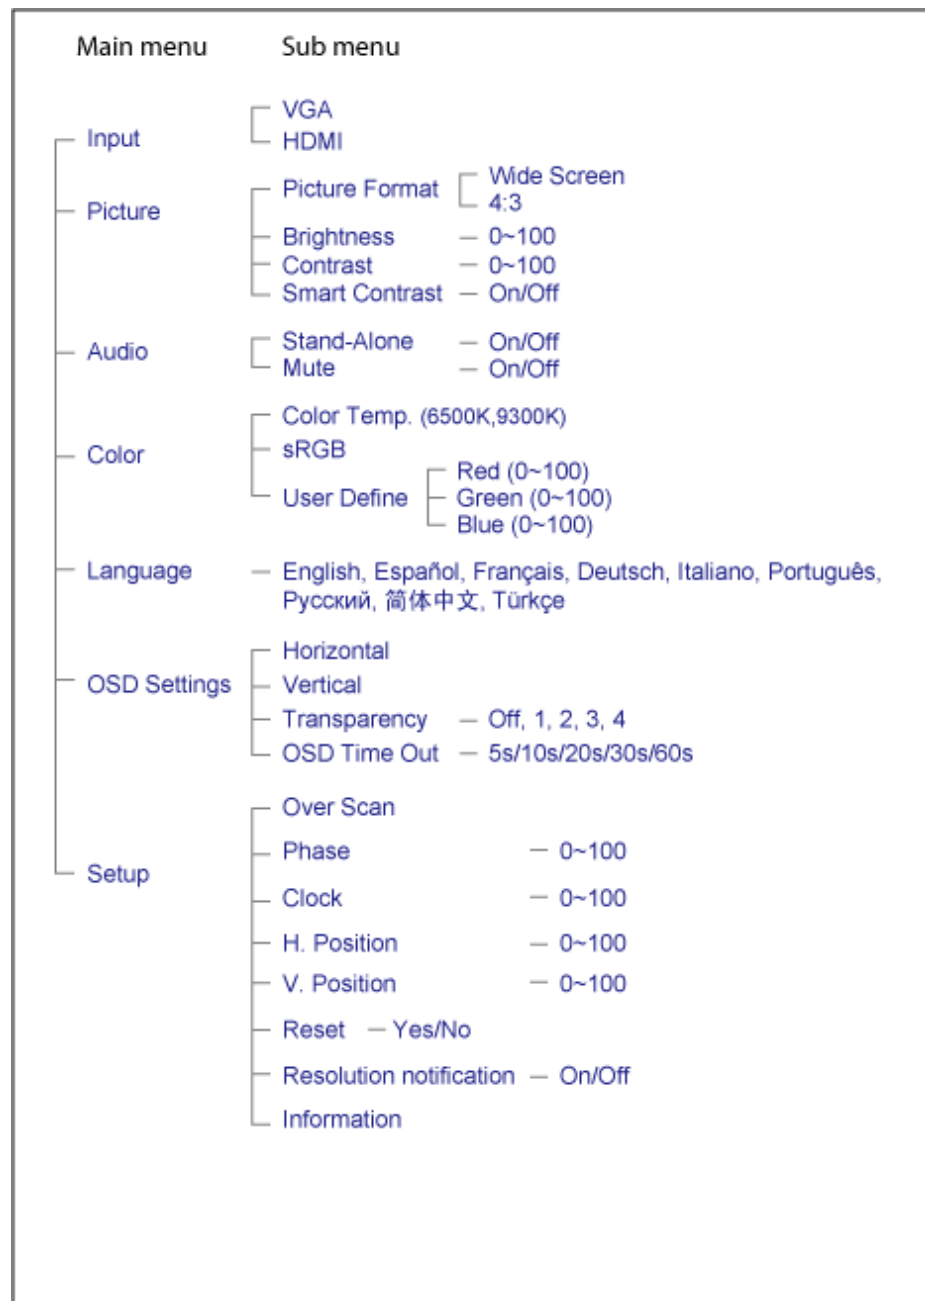 Main menu Sub menu
VGA
Input
HDMI
Wide Screen
Picture Format
4:3
Picture
Brightness — 0~100
Contrast — 0~100
Smart Contrast — On/Off
Stand-Alone — On/Off
Audio
Mute — On/Off
Color Temp. (6500K,9300K)
Color
sRGB
Red (0~100)
User Define Green (0~100)
Blue (0~100)
Language — English, Español, Français, Deutsch, Italiano, Português,
Русский, 简体中文, Türkçe
Horizontal
OSD Settings Vertical
Transparency — Off, 1, 2, 3, 4
OSD Time Out — 5s/10s/20s/30s/60s
Over Scan
Phase — 0~100
Setup
Clock — 0~100
H. Position — 0~100
V. Position — 0~100
Reset — Yes/No
Resolution notification — On/Off
Information